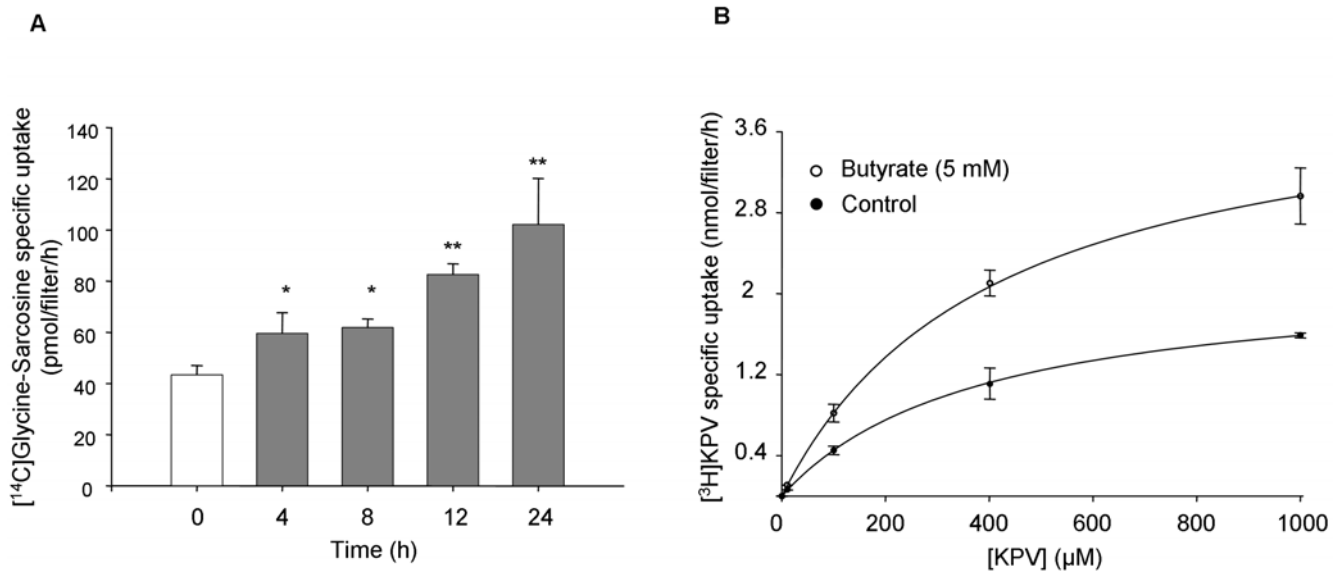 A
[¹⁴C]Glycine-Sarcosine specific uptake
(pmol/filter/h)
140
120
100
80
60
40
20
0
*
*
**
**
0 4 8 12 24
Time (h)
B
[³H]KPV specific uptake (nmol/filter/h)
3.6
2.8
2
1.2
0.4
Butyrate (5 mM)
Control
0 200 400 600 800 1000
[KPV] (µM)